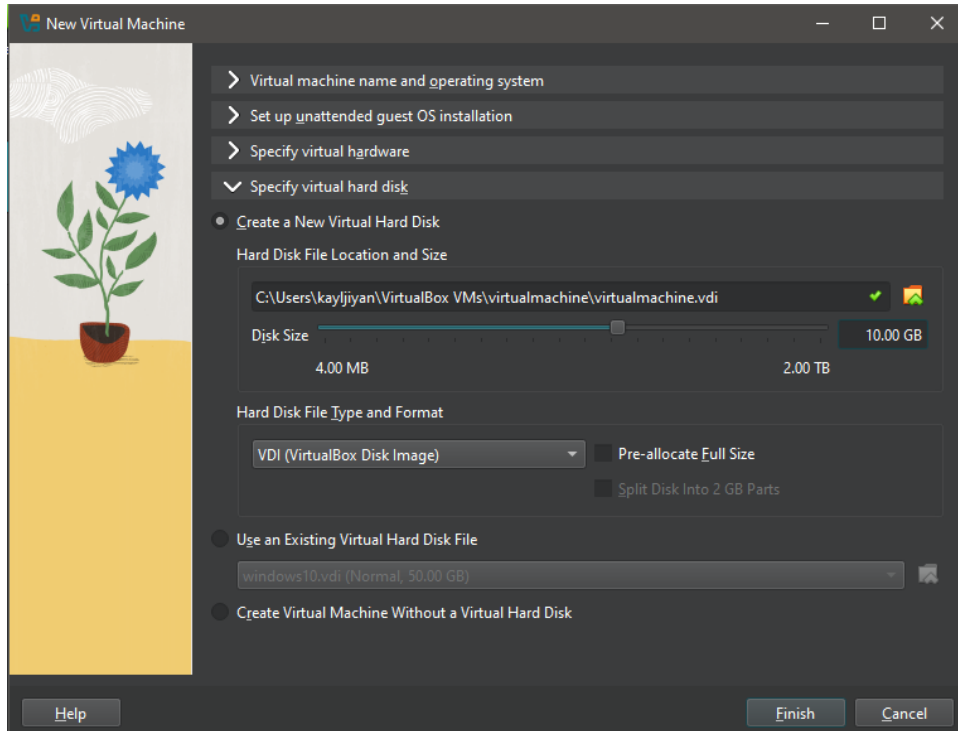 New Virtual Machine
Virtual machine name and operating system
Set up unattended guest OS installation
Specify virtual hardware
Specify virtual hard disk
Create a New Virtual Hard Disk
Hard Disk File Location and Size
C:\Users\kayljiyan\VirtualBox VMs\virtualmachine\virtualmachine.vdi
Disk Size 10.00 GB
4.00 MB 2.00 TB
Hard Disk File Type and Format
VDI (VirtualBox Disk Image) Pre-allocate Full Size
Split Disk Into 2 GB Parts
Use an Existing Virtual Hard Disk File
windows10.vdi (Normal, 50.00 GB)
Create Virtual Machine Without a Virtual Hard Disk
Help Finish Cancel